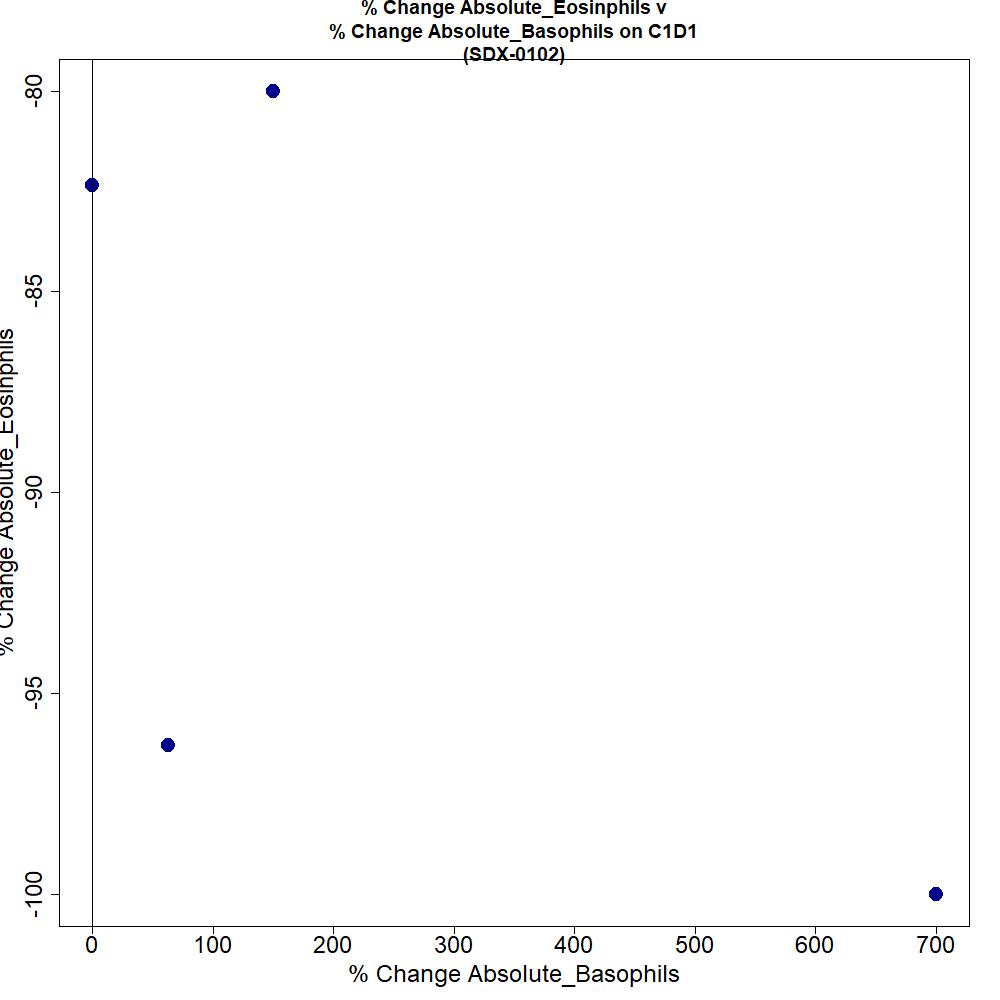 % Change Absolute_Eosinphils v
% Change Absolute_Basophils on C1D1
(SDX-0102)
% Change Absolute_Eosinphils
-80
-85
-90
-95
-100
0 100 200 300 400 500 600 700
% Change Absolute_Basophils